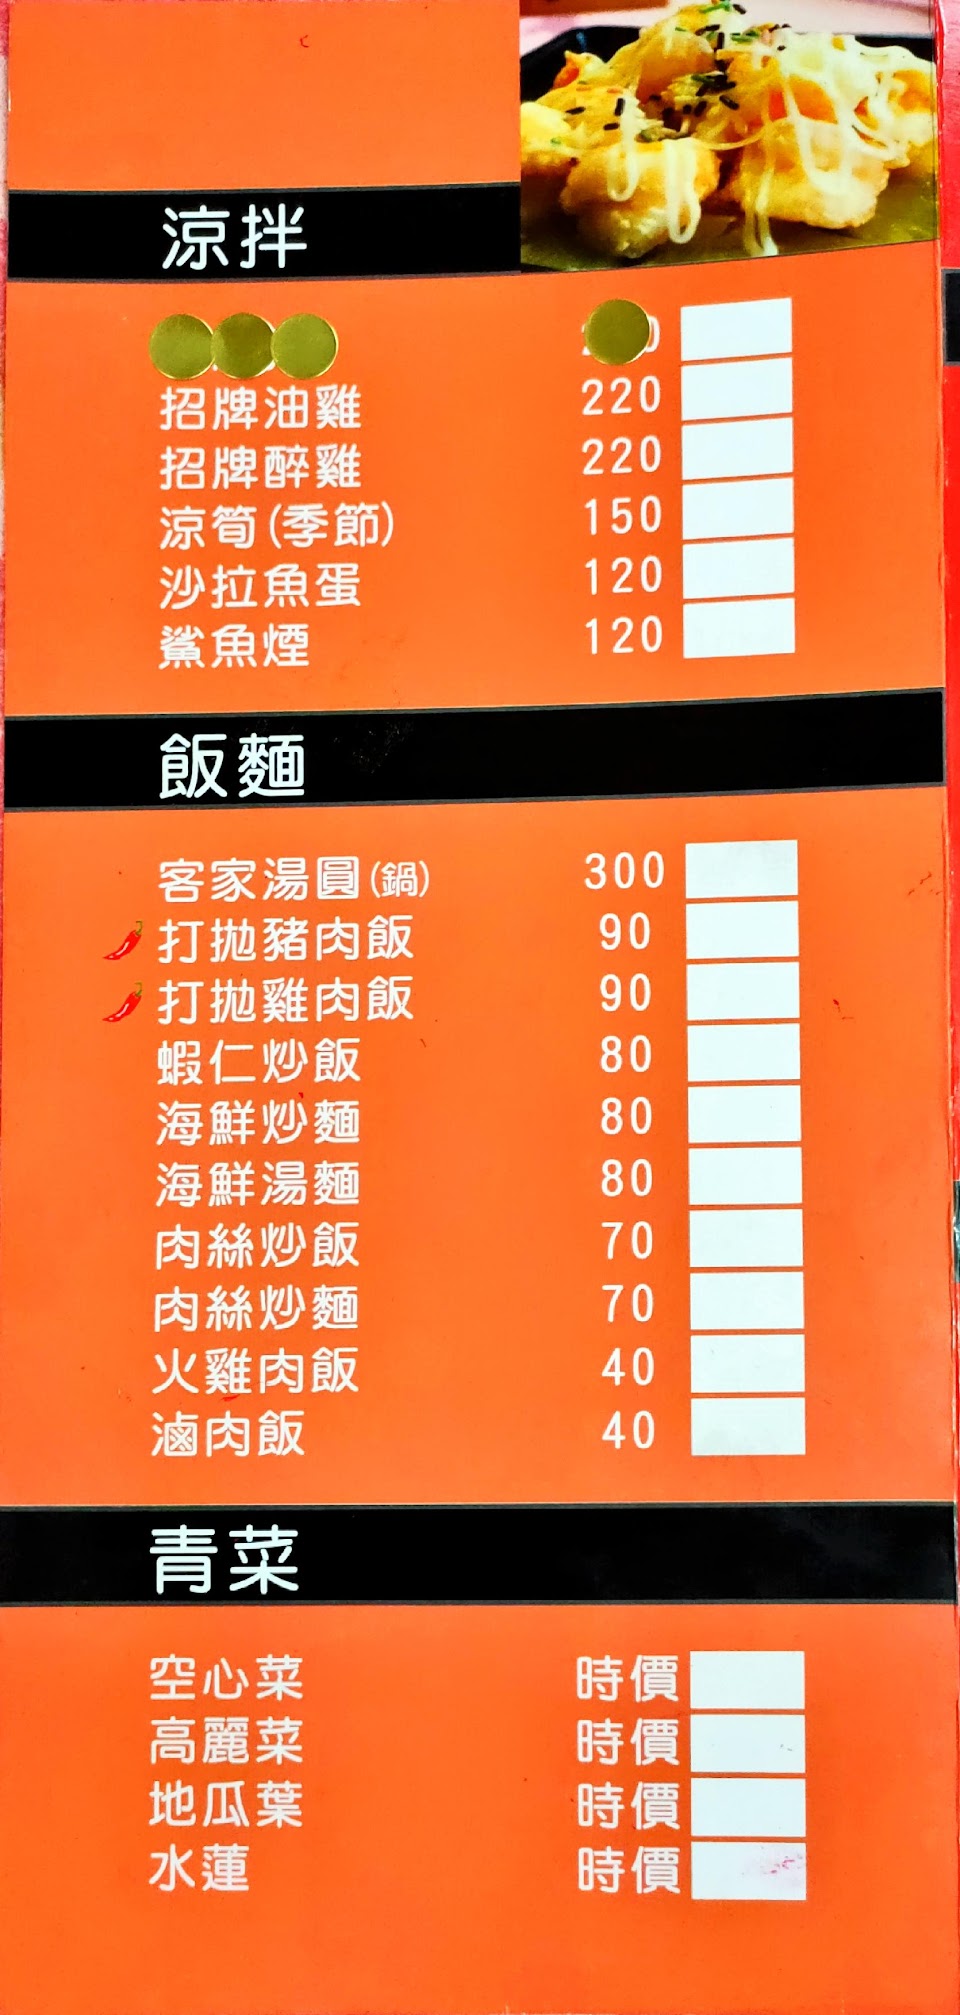 涼拌
招牌油雞 220
招牌醉雞 220
涼筍(季節) 150
沙拉魚蛋 120
鯊魚煙 120
飯麵
客家湯圓(鍋) 300
打拋豬肉飯 90
打拋雞肉飯 90
蝦仁炒飯 80
海鮮炒麵 80
海鮮湯麵 80
肉絲炒飯 70
肉絲炒麵 70
火雞肉飯 40
滷肉飯 40
青菜
空心菜 時價
高麗菜 時價
地瓜葉 時價
水蓮 時價